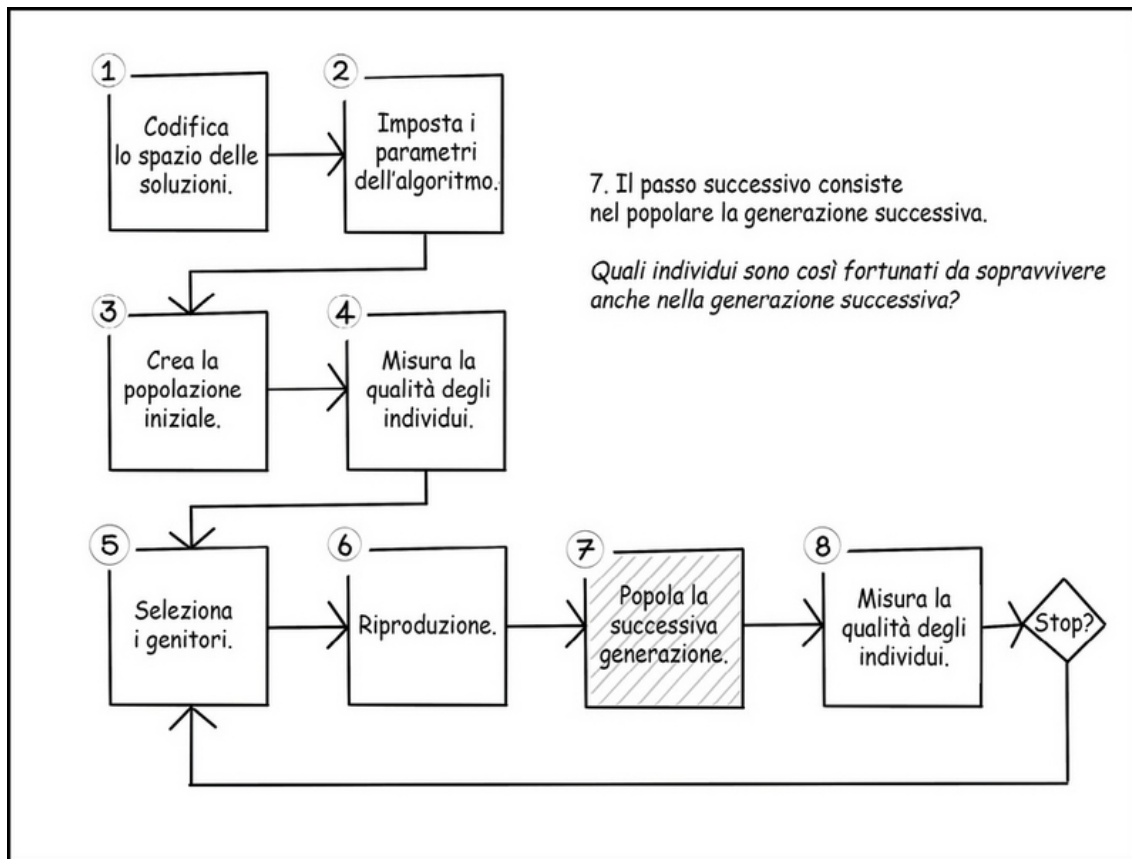 1
Codifica
lo spazio delle
soluzioni.
2
Imposta i
parametri
dell'algoritmo.
7. Il passo successivo consiste
nel popolare la generazione successiva.
Quali individui sono così fortunati da sopravvivere
anche nella generazione successiva?
3
Crea la
popolazione
iniziale.
4
Misura la
qualità degli
individui.
5
Seleziona
i genitori.
6
Riproduzione.
7
Popola la
successiva
generazione.
8
Misura la
qualità degli
individui.
Stop?